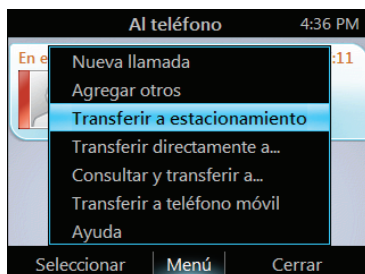 Al teléfono 4:36 PM
En e :11
Nueva llamada
Agregar otros
Transferir a estacionamiento
Transferir directamente a...
Consultar y transferir a...
Transferir a teléfono móvil
Ayuda
Seleccionar Menú Cerrar